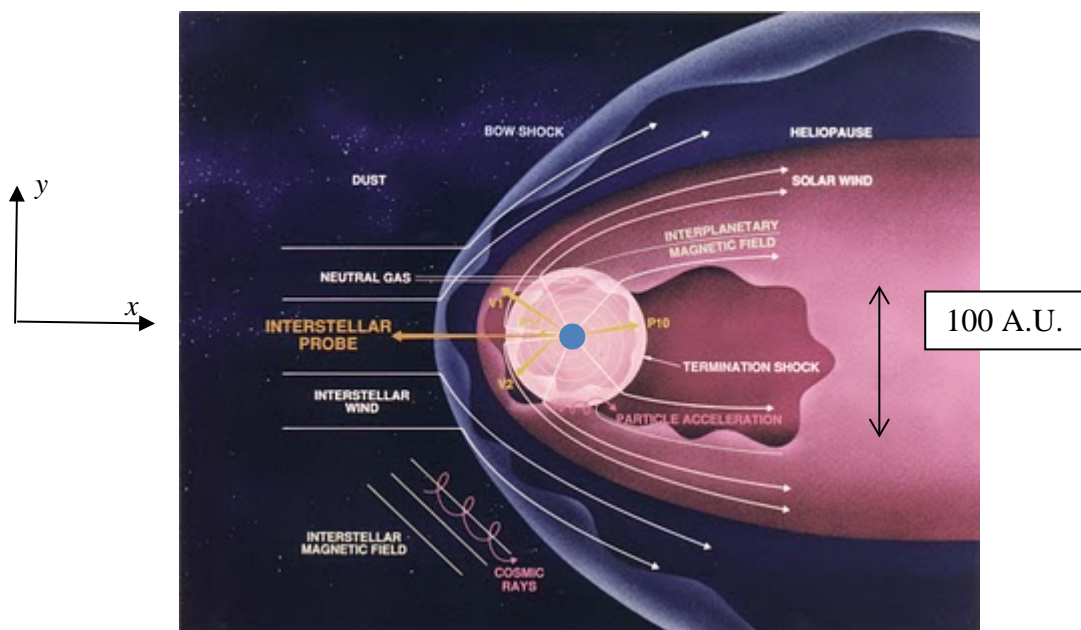 BOW SHOCK
HELIOPAUSE
DUST
SOLAR WIND
y
INTERPLANETARY
MAGNETIC FIELD
NEUTRAL GAS
V1
x
INTERSTELLAR
PROBE
P10
100 A.U.
TERMINATION SHOCK
V2
INTERSTELLAR
WIND
PARTICLE ACCELERATION
INTERSTELLAR
MAGNETIC FIELD
COSMIC
RAYS